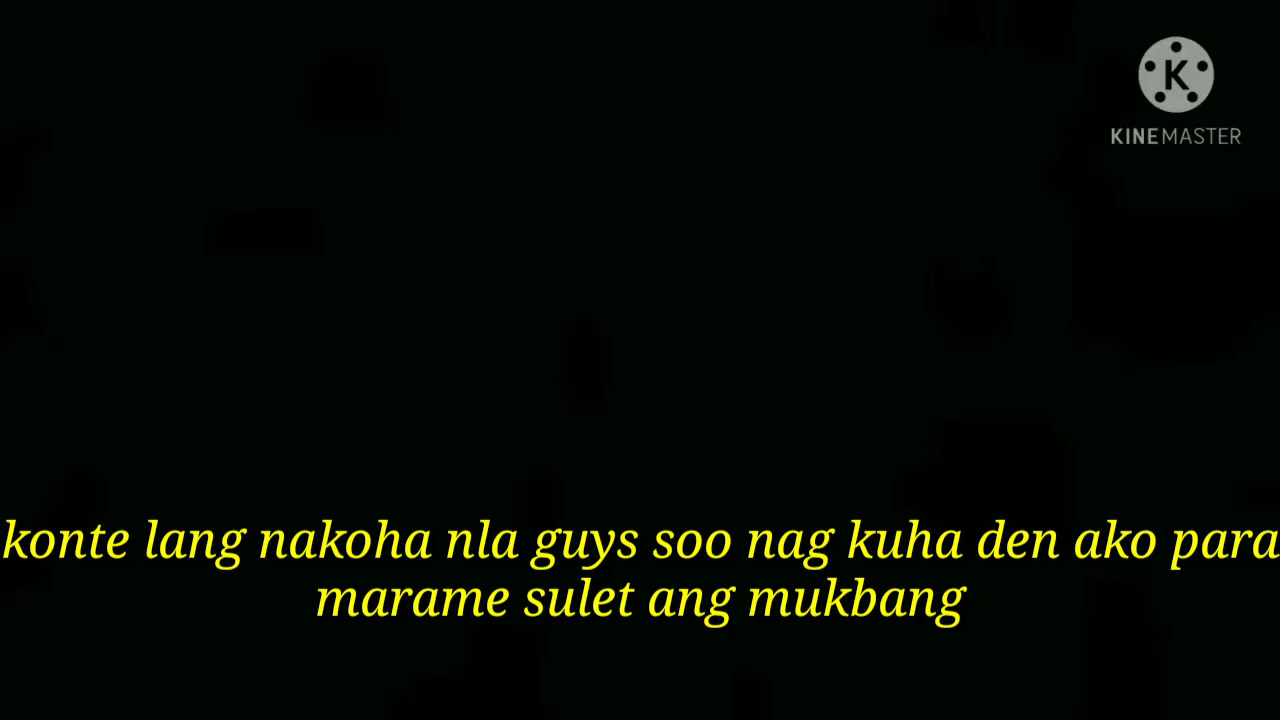 K
KINEMASTER
konte lang nakoha nla guys soo nag kuha den ako para
marame sulet ang mukbang